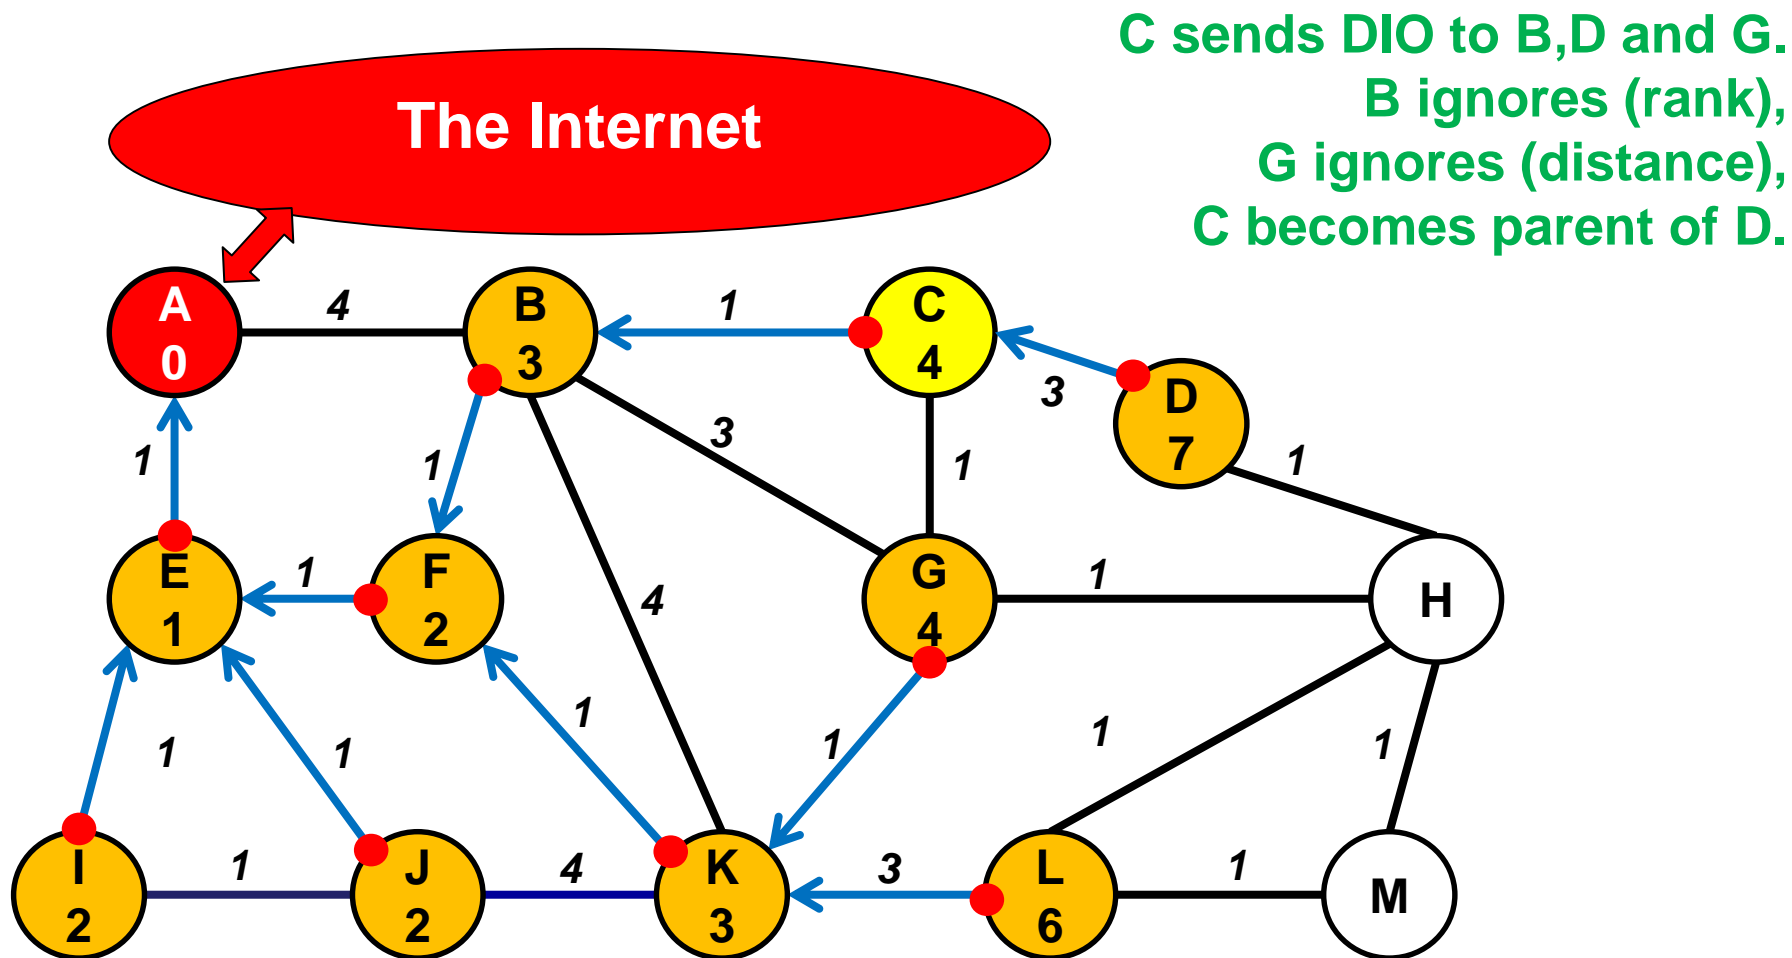 C sends DIO to B,D and G.
B ignores (rank),
G ignores (distance),
C becomes parent of D.
The Internet
A
0
4
B
3
1
C
4
3
D
7
1
1
1
3
1
E
1
1
F
2
4
G
4
1
H
1
1
1
1
1
1
I
2
1
J
2
4
K
3
3
L
6
1
M